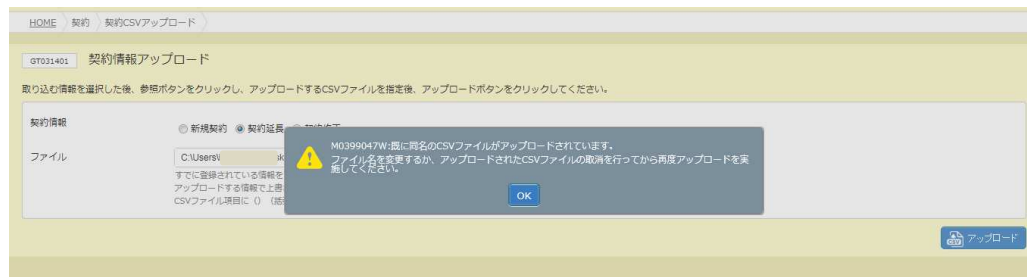 HOME 契約 契約CSVアップロード
GT031401 契約情報アップロード
取り込む情報を選択した後、参照ボタンをクリックし、アップロードするCSVファイルを指定後、アップロードボタンをクリックしてください。
契約情報
新規契約 契約延長
M0399047W:既に同名のCSVファイルがアップロードされています。
ファイル名を変更するか、アップロードされたCSVファイルの取消を行ってから再度アップロードを実
施してください。
OK
ファイル
C:\Users\
すでに登録されている情報を
アップロードする情報で上書
CSVファイル項目に（）（括
CSV アップロード